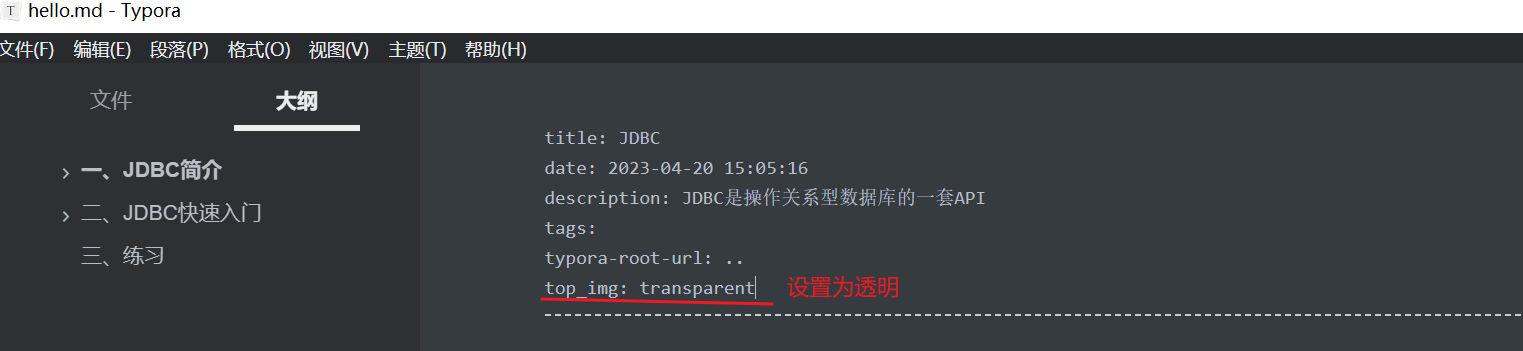 T hello.md - Typora
文件(F) 编辑(E) 段落(P) 格式(O) 视图(V) 主题(T) 帮助(H)
文件 大纲
一、JDBC简介
二、JDBC快速入门
三、练习
title: JDBC
date: 2023-04-20 15:05:16
description: JDBC是操作关系型数据库的一套API
tags:
typora-root-url: ..
top_img: transparent 设置为透明